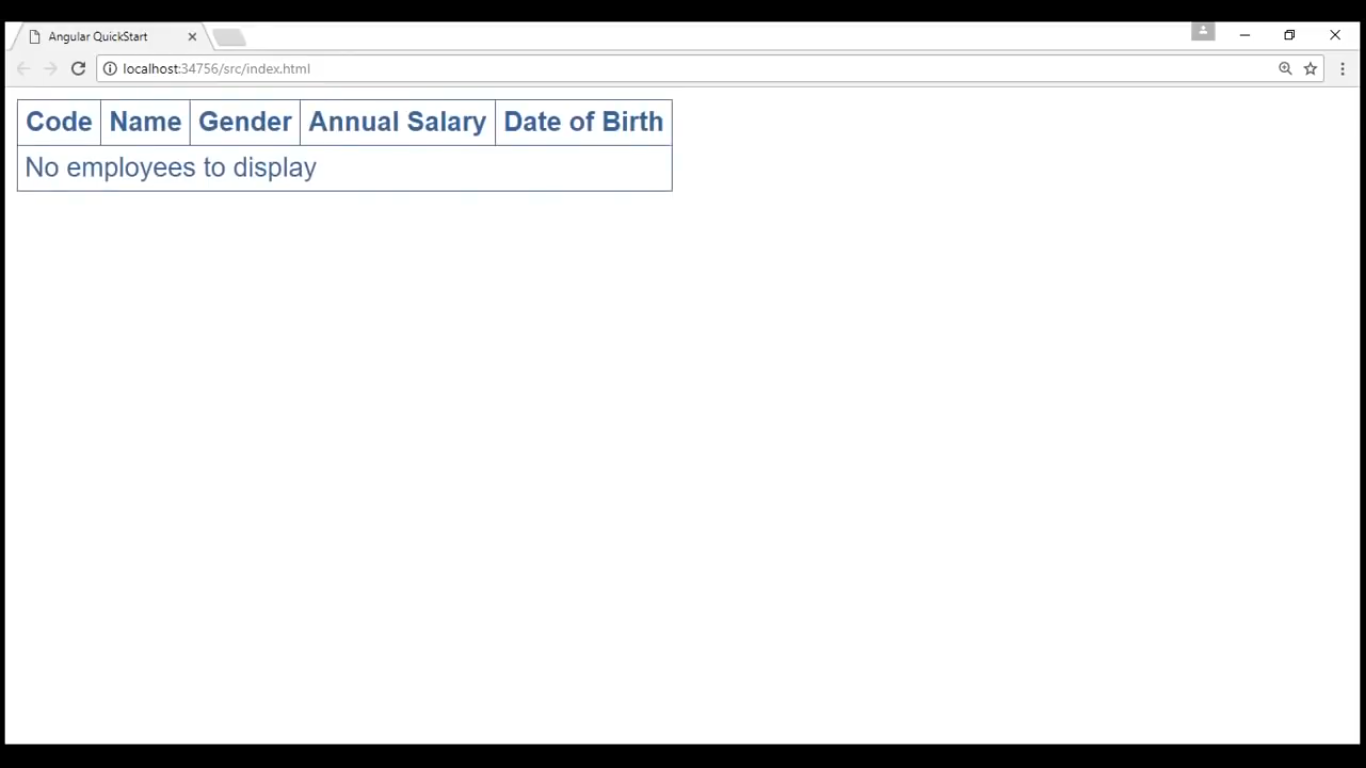 Angular QuickStart
localhost:34756/src/index.html
Code Name Gender Annual Salary Date of Birth
No employees to display